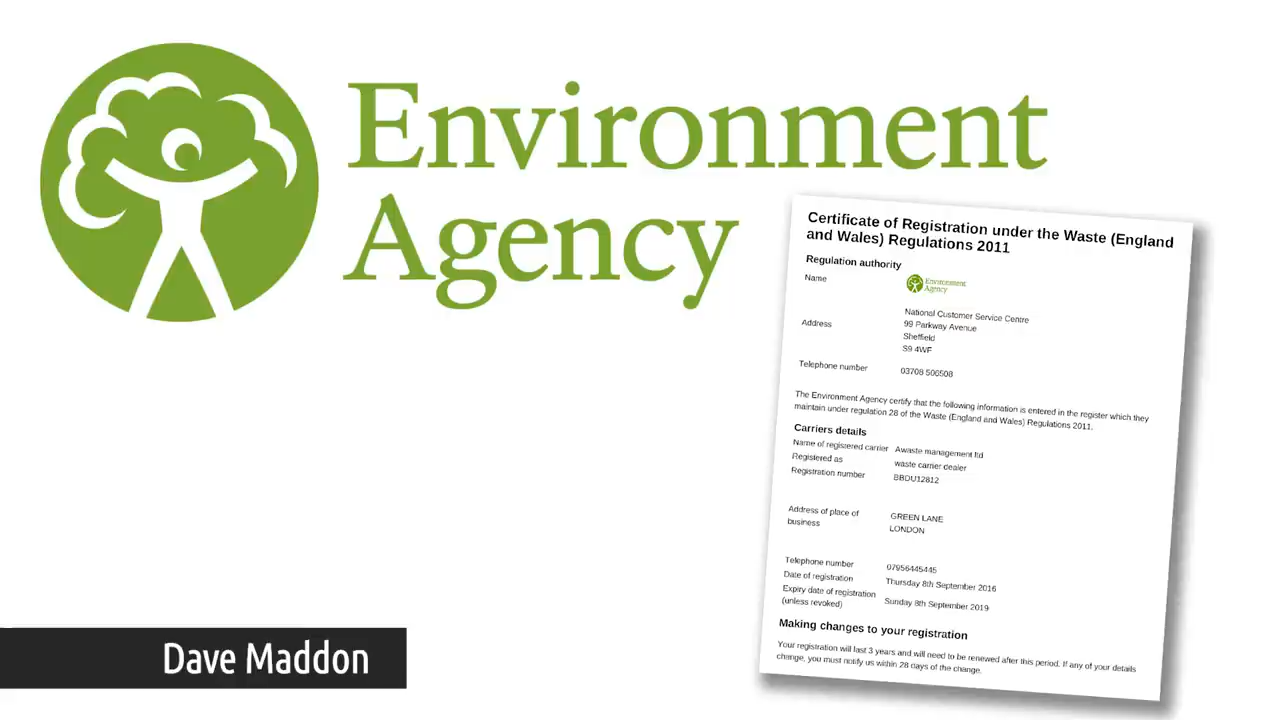 Environment
Agency
Certificate of Registration under the Waste (England
and Wales) Regulations 2011
Regulation authority
Name
Environment
Agency
Address
National Customer Service Centre
99 Parkway Avenue
Sheffield
S9 4WF
Telephone number
03708 506508
The Environment Agency certify that the following information is entered in the register which they
maintain under regulation 28 of the Waste (England and Wales) Regulations 2011.
Carriers details
Name of registered carrier Awaste management ltd
Registered as waste carrier dealer
Registration number BBDU12812
Address of place of
business
GREEN LANE
LONDON
Telephone number 07956445445
Date of registration Thursday 8th September 2016
Expiry date of registration
(unless revoked)
Sunday 8th September 2019
Making changes to your registration
Your registration will last 3 years and will need to be renewed after this period. If any of your details
change, you must notify us within 28 days of the change.
Dave Maddon